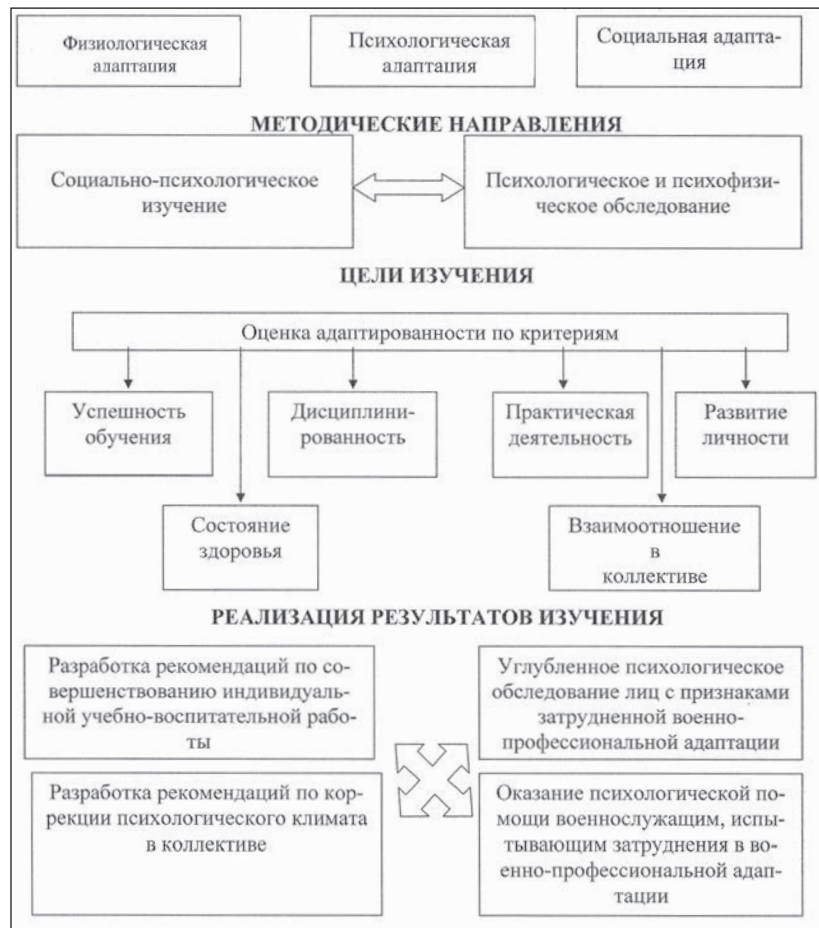 Физиологическая
адаптация
Психологическая
адаптация
Социальная адапта-
ция
МЕТОДИЧЕСКИЕ НАПРАВЛЕНИЯ
Социально-психологическое
изучение
Психологическое и психофизи-
ческое обследование
ЦЕЛИ ИЗУЧЕНИЯ
Оценка адаптированности по критериям
Успешность
обучения
Дисциплини-
рованность
Практическая
деятельность
Развитие
личности
Состояние
здоровья
Взаимоотношение
в
коллективе
РЕАЛИЗАЦИЯ РЕЗУЛЬТАТОВ ИЗУЧЕНИЯ
Разработка рекомендаций по со-
вершенствованию индивидуаль-
ной учебно-воспитательной рабо-
ты
Углубленное психологическое
обследование лиц с признаками
затрудненной военно-
профессиональной адаптации
Разработка рекомендаций по кор-
рекции психологического климата
в коллективе
Оказание психологической по-
мощи военнослужащим, испы-
тывающим затруднения в во-
енно-профессиональной адап-
тации